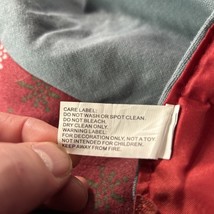 CARE LABEL:
DO NOT WASH OR SPOT CLEAN
DO NOT BLEACH.
DRY CLEAN ONLY.
WARNING LABEL:
FOR DECORATION ONLY, NOT A TOY
NOT INTENDED FOR CHILDREN,
KEEP AWAY FROM FIRE.